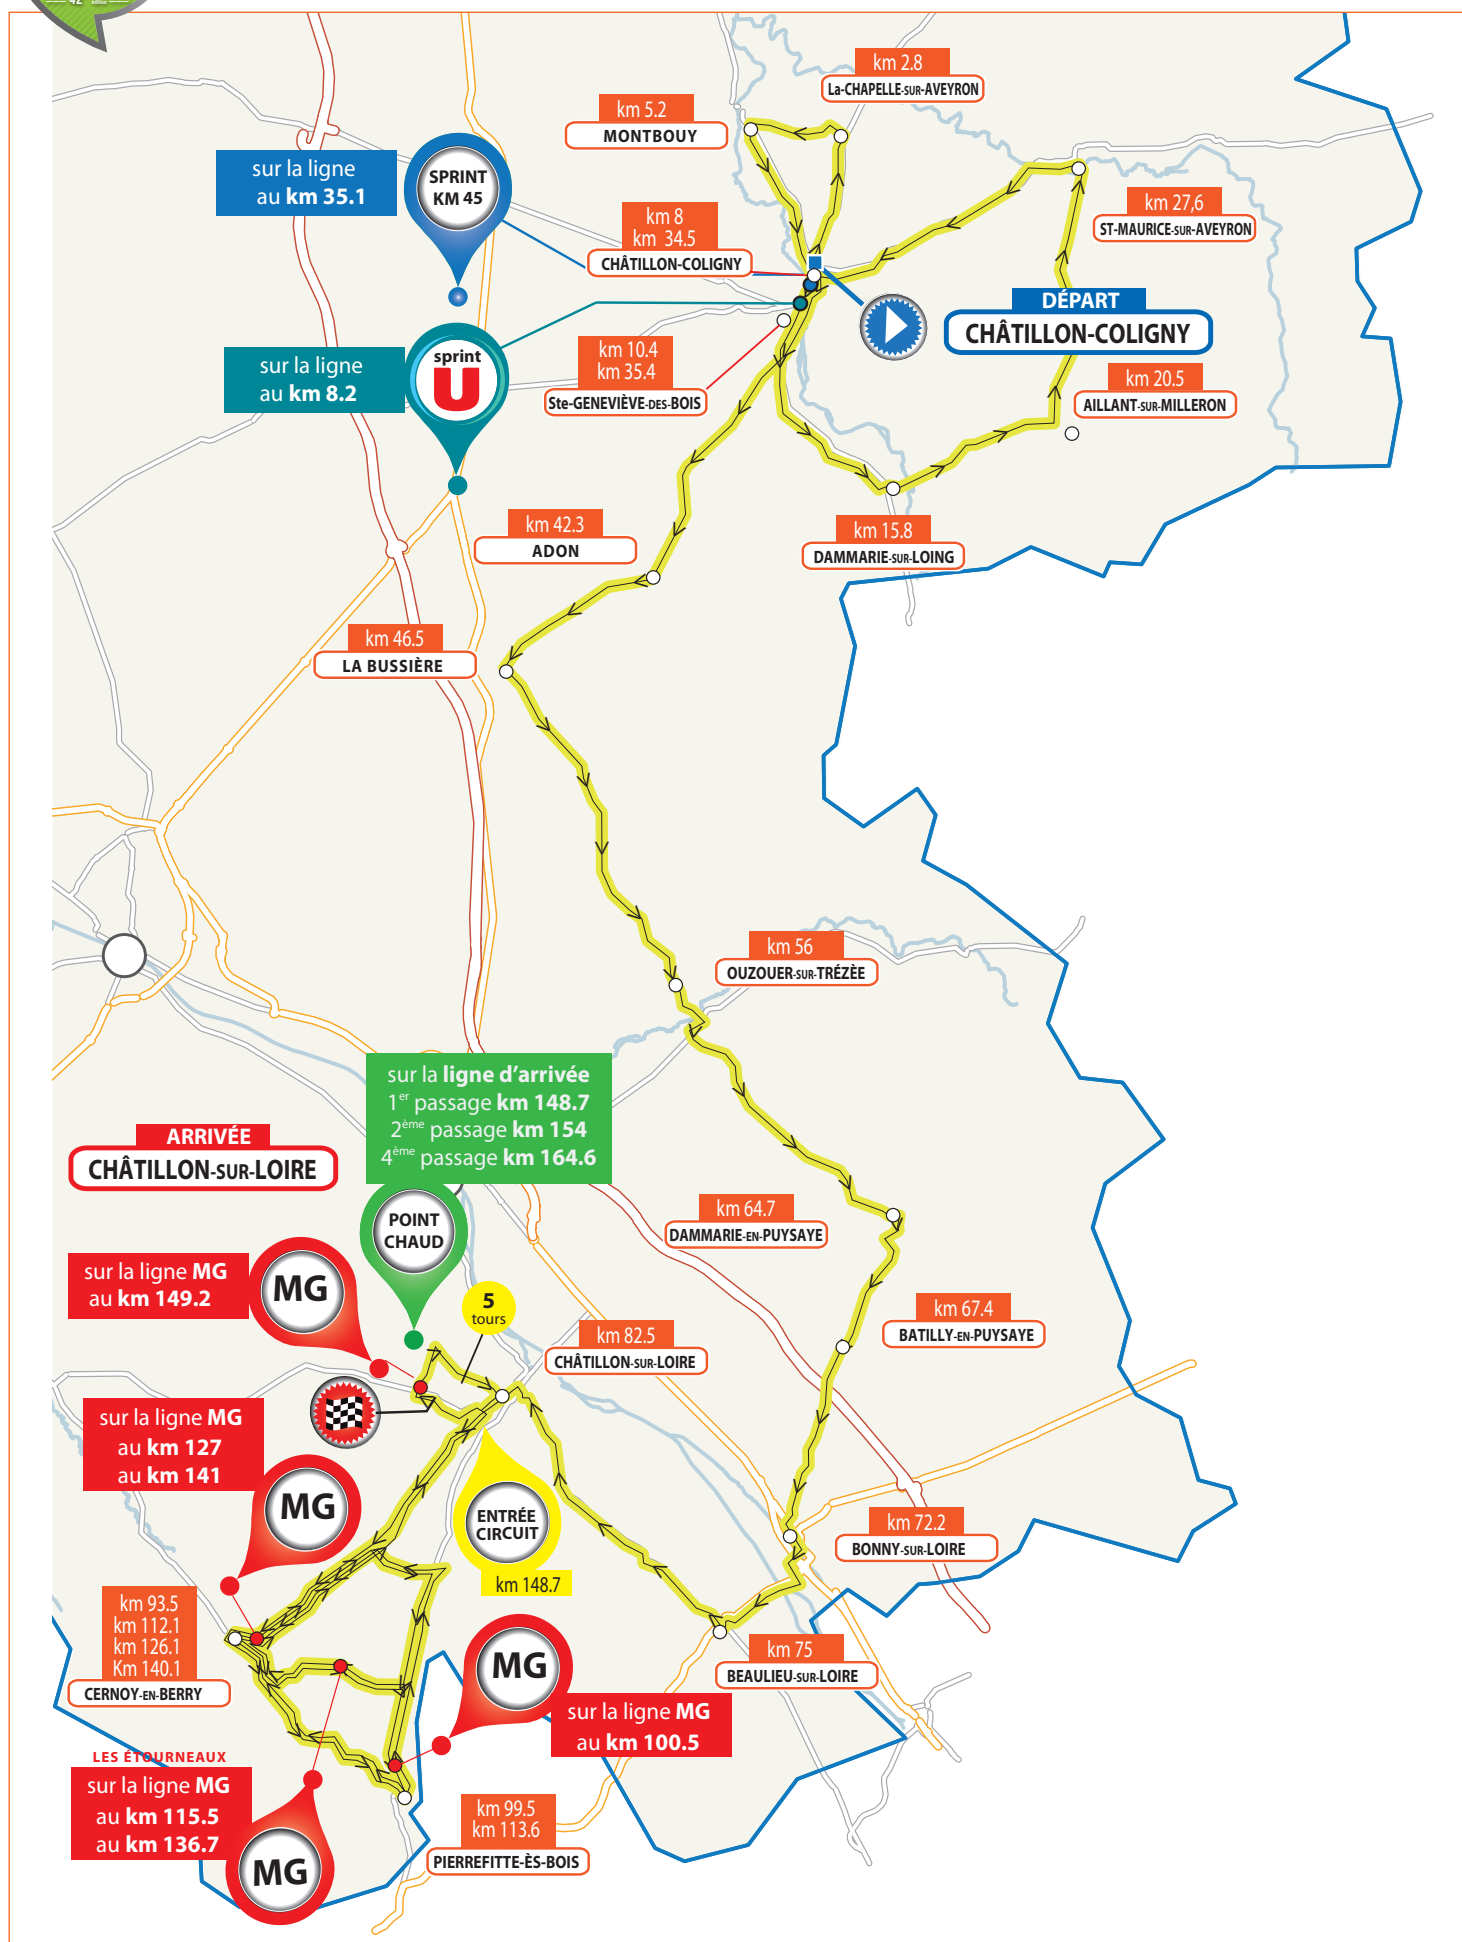 42
km 2.8
La-CHAPELLE-SUR-AVEYRON
km 5.2
MONTBOUY
sur la ligne
au km 35.1
SPRINT
KM 45
km 27,6
ST-MAURICE-SUR-AVEYRON
km 8
km 34.5
CHÂTILLON-COLIGNY
DÉPART
CHÂTILLON-COLIGNY
sur la ligne
au km 8.2
sprint
U
km 10.4
km 35.4
Ste-GENEVIÈVE-DES-BOIS
km 20.5
AILLANT-SUR-MILLERON
km 42.3
ADON
km 15.8
DAMMARIE-SUR-LOING
km 46.5
LA BUSSIÈRE
km 56
OUZOUER-SUR-TRÉZÈE
sur la ligne d'arrivée
1er passage km 148.7
2ème passage km 154
4ème passage km 164.6
ARRIVÉE
CHÂTILLON-SUR-LOIRE
POINT
CHAUD
km 64.7
DAMMARIE-EN-PUYSAYE
sur la ligne MG
au km 149.2
MG
5
tours
km 67.4
BATILLY-EN-PUYSAYE
km 82.5
CHÂTILLON-SUR-LOIRE
sur la ligne MG
au km 127
au km 141
MG
ENTRÉE
CIRCUIT
km 148.7
km 72.2
BONNY-SUR-LOIRE
km 93.5
km 112.1
km 126.1
Km 140.1
CERNOY-EN-BERRY
km 75
BEAULIEU-SUR-LOIRE
MG
sur la ligne MG
au km 100.5
LES ÉTOURNEAUX
sur la ligne MG
au km 115.5
au km 136.7
MG
km 99.5
km 113.6
PIERREFITTE-ÈS-BOIS